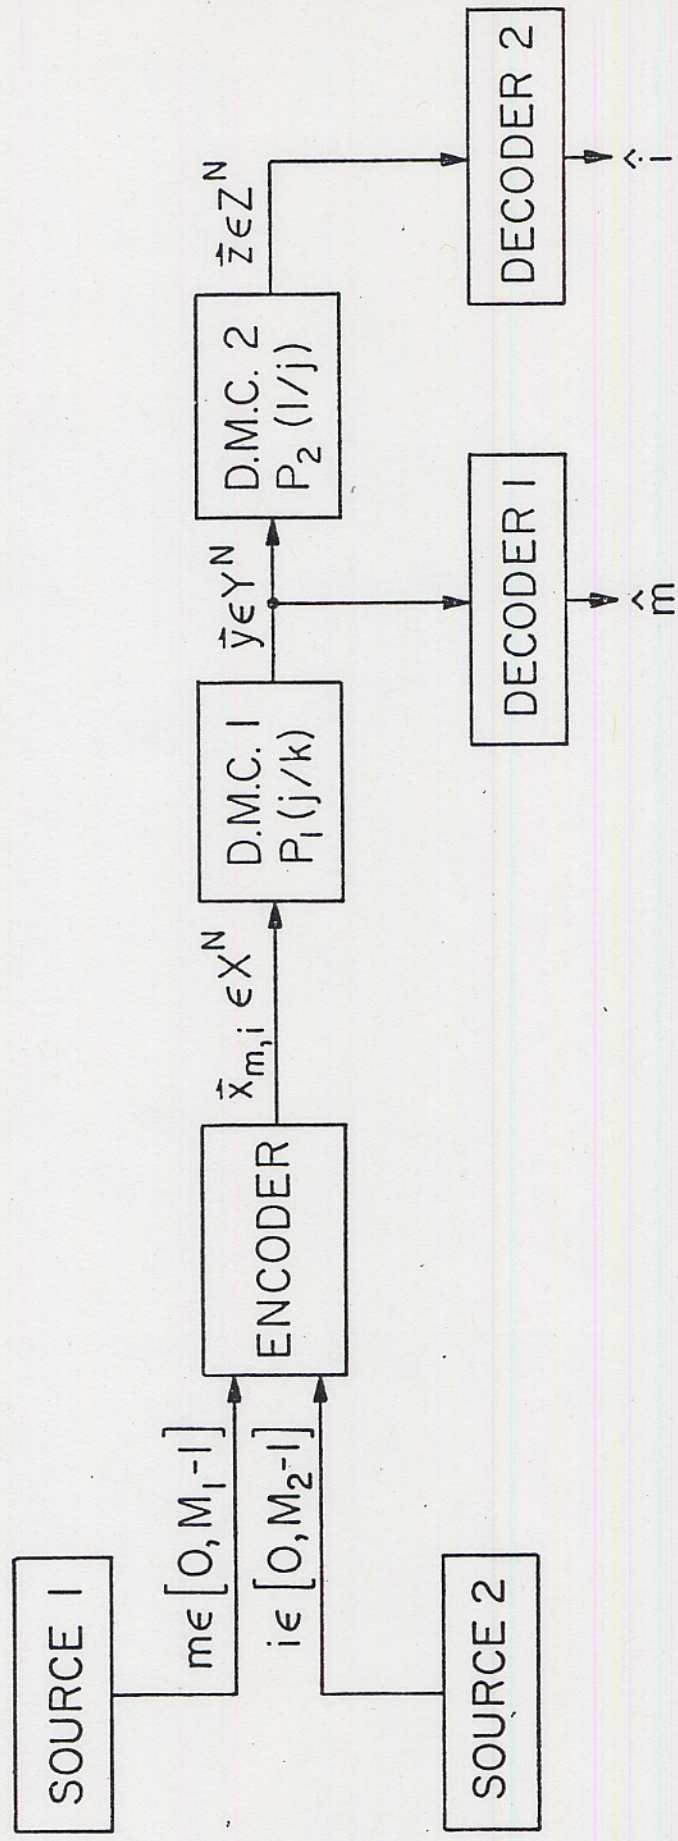 SOURCE 1
m ϵ [0, M₁-1]
i ϵ [0, M₂-1]
SOURCE 2
ENCODER
x⃗ₘ,ᵢ ϵ Xᴺ
D.M.C. 1
P₁(j/k)
y⃗ ϵ Yᴺ
D.M.C. 2
P₂ (l/j)
z⃗ ϵ Zᴺ
DECODER 1
m̂
DECODER 2
î